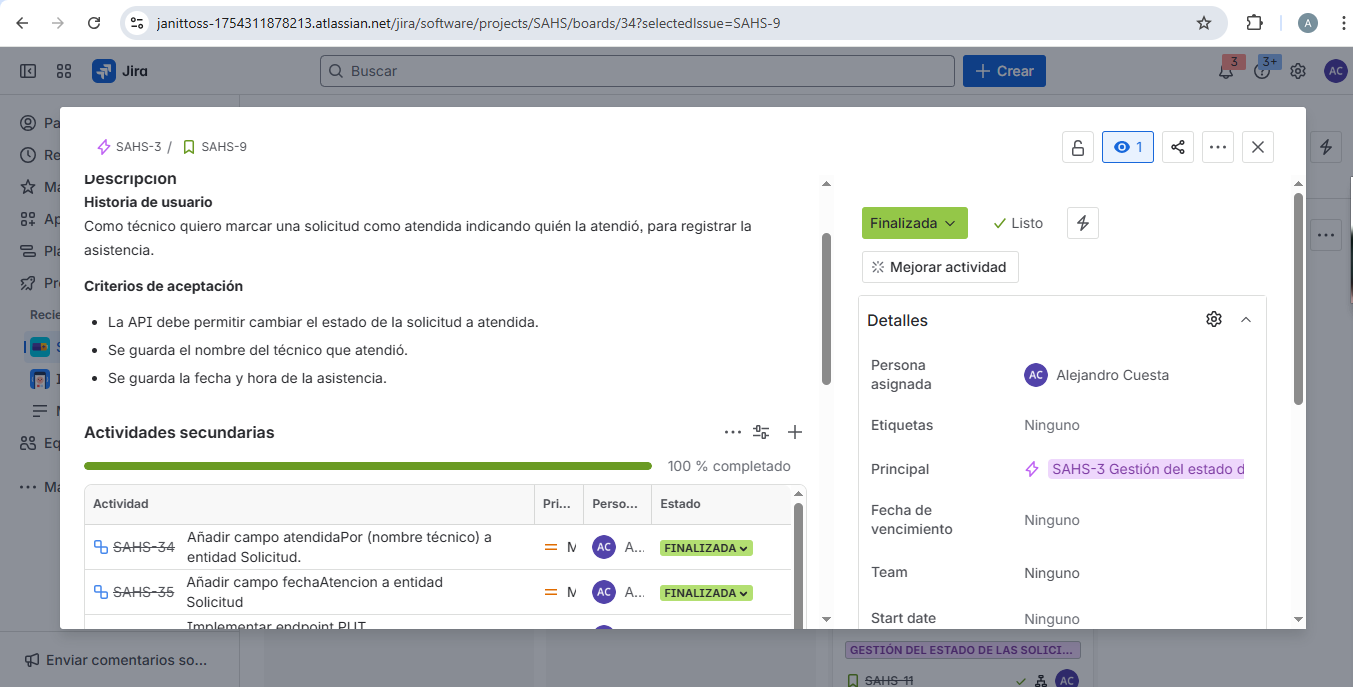 janittoss-1754311878213.atlassian.net/jira/software/projects/SAHS/boards/34?selectedIssue=SAHS-9
A
Jira
Buscar
Crear
3
3+
AC
SAHS-3 / SAHS-9
1
Descripción
Historia de usuario
Como técnico quiero marcar una solicitud como atendida indicando quién la atendió, para registrar la
asistencia.
Criterios de aceptación
La API debe permitir cambiar el estado de la solicitud a atendida.
Se guarda el nombre del técnico que atendió.
Se guarda la fecha y hora de la asistencia.
Actividades secundarias
100 % completado
Actividad Pri... Perso... Estado
SAHS-34 Añadir campo atendidaPor (nombre técnico) a
entidad Solicitud. M AC A... FINALIZADA
SAHS-35 Añadir campo fechaAtencion a entidad
Solicitud M AC A... FINALIZADA
Implementar endpoint PUT
Finalizada
Listo
Mejorar actividad
Detalles
Persona
asignada
AC Alejandro Cuesta
Etiquetas Ninguno
Principal SAHS-3 Gestión del estado d
Fecha de
vencimiento
Ninguno
Team Ninguno
Start date Ninguno
Pa
Re
Ma
Ap
Pla
Recie
Eq
Ma
Enviar comentarios so...
GESTIÓN DEL ESTADO DE LAS SOLICI...
SAHS-11
AC